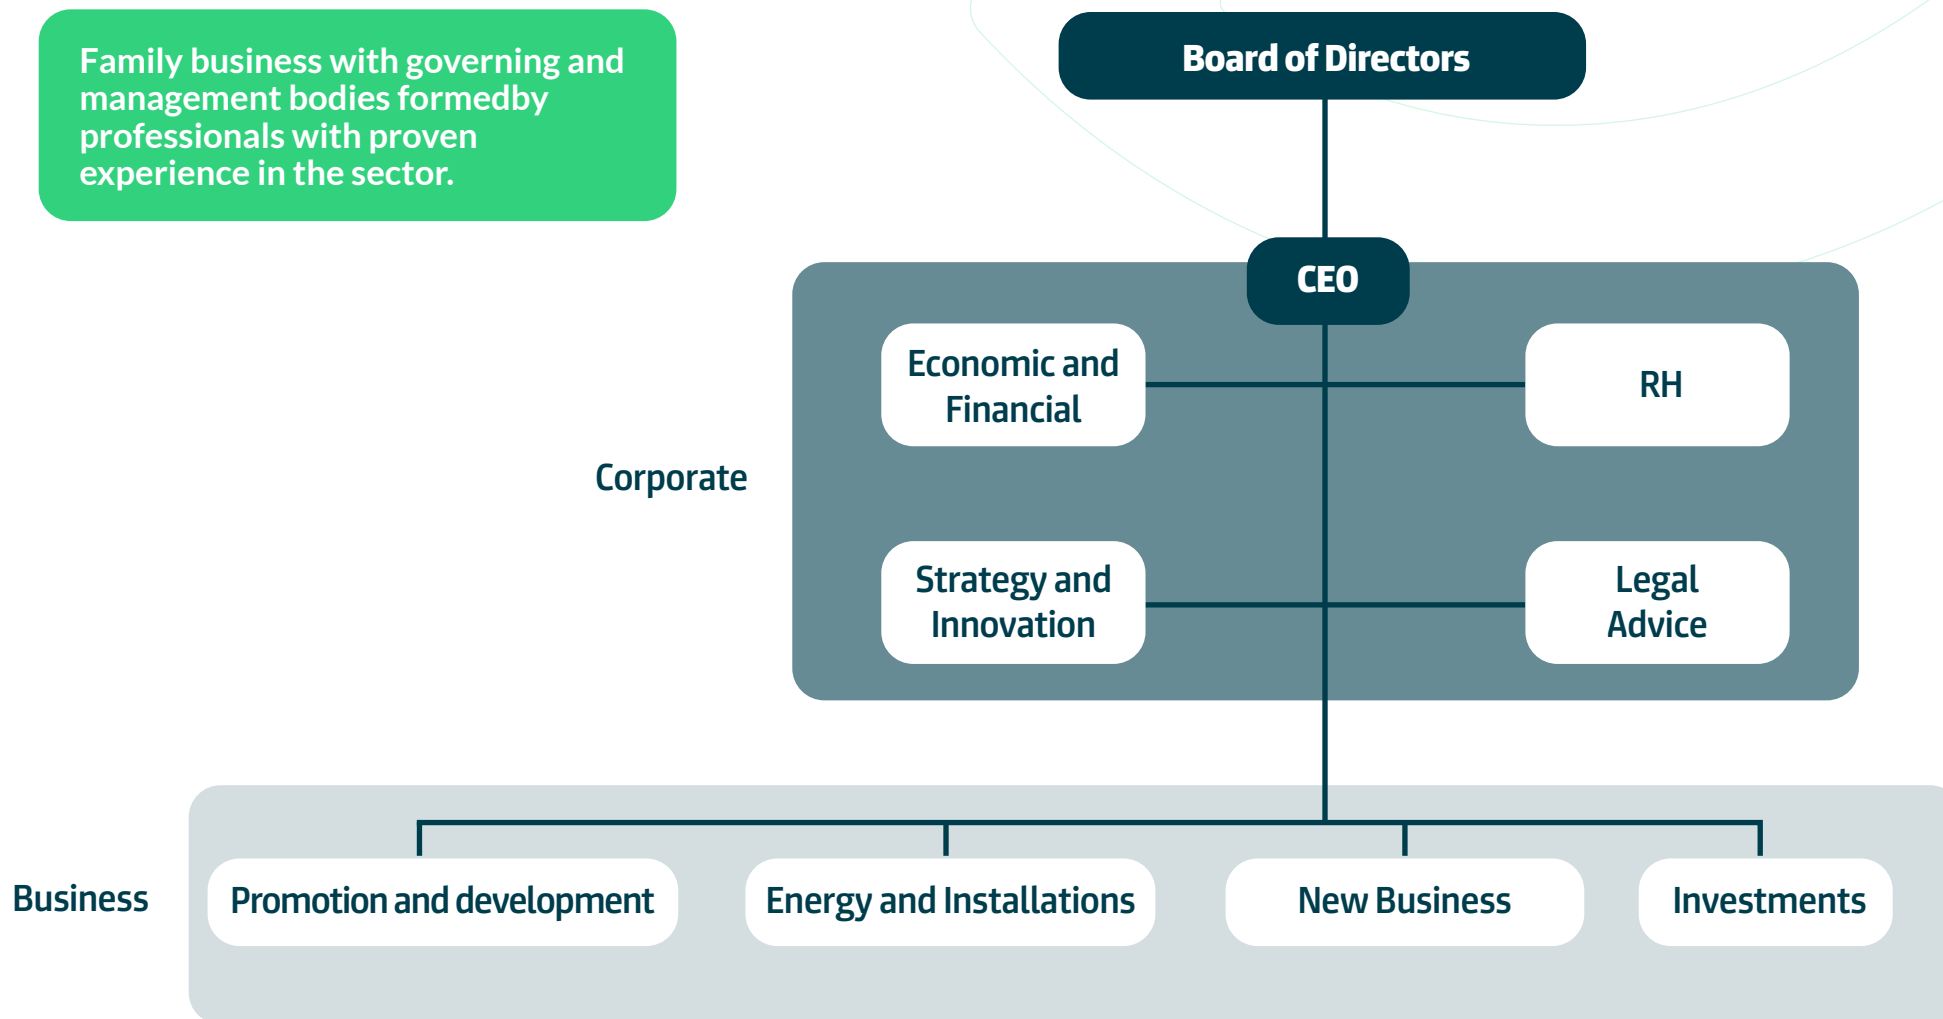 Family business with governing and
management bodies formedby
professionals with proven
experience in the sector.
Board of Directors
CEO
Economic and
Financial
RH
Corporate
Strategy and
Innovation
Legal
Advice
Business
Promotion and development
Energy and Installations
New Business
Investments